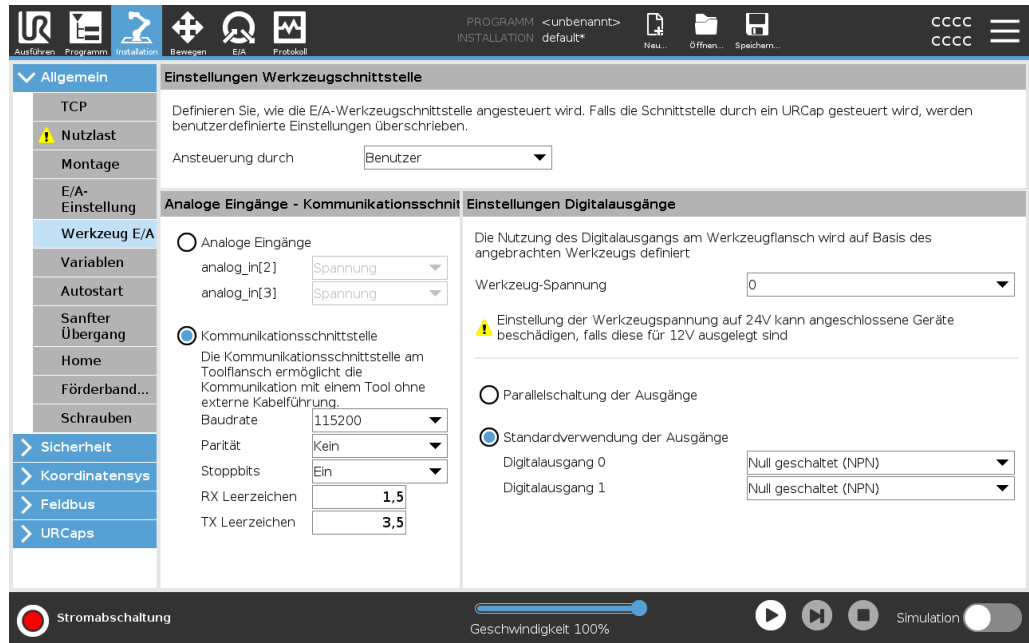 PROGRAMM <unbenannt>
INSTALLATION default*
CCCC
CCCC
Ausführen Programm Installation Bewegen E/A Protokoll Neu... Öffnen... Speichern...
Allgemein
TCP
Nutzlast
Montage
E/A-
Einstellung
Werkzeug E/A
Variablen
Autostart
Sanfter
Übergang
Home
Förderband...
Schrauben
Sicherheit
Koordinatensys
Feldbus
URCaps
Einstellungen Werkzeugschnittstelle
Definieren Sie, wie die E/A-Werkzeugschnittstelle angesteuert wird. Falls die Schnittstelle durch ein URCap gesteuert wird, werden
benutzerdefinierte Einstellungen überschrieben.
Ansteuerung durch Benutzer
Analoge Eingänge - Kommunikationsschnit
Analoge Eingänge
analog_in[2] Spannung
analog_in[3] Spannung
Kommunikationsschnittstelle
Die Kommunikationsschnittstelle am
Toolflansch ermöglicht die
Kommunikation mit einem Tool ohne
externe Kabelführung.
Baudrate 115200
Parität Kein
Stoppbits Ein
RX Leerzeichen 1,5
TX Leerzeichen 3,5
Einstellungen Digitalausgänge
Die Nutzung des Digitalausgangs am Werkzeugflansch wird auf Basis des
angebrachten Werkzeugs definiert
Werkzeug-Spannung 0
Einstellung der Werkzeugspannung auf 24V kann angeschlossene Geräte
beschädigen, falls diese für 12V ausgelegt sind
Parallelschaltung der Ausgänge
Standardverwendung der Ausgänge
Digitalausgang 0 Null geschaltet (NPN)
Digitalausgang 1 Null geschaltet (NPN)
Stromabschaltung
Geschwindigkeit 100%
Simulation